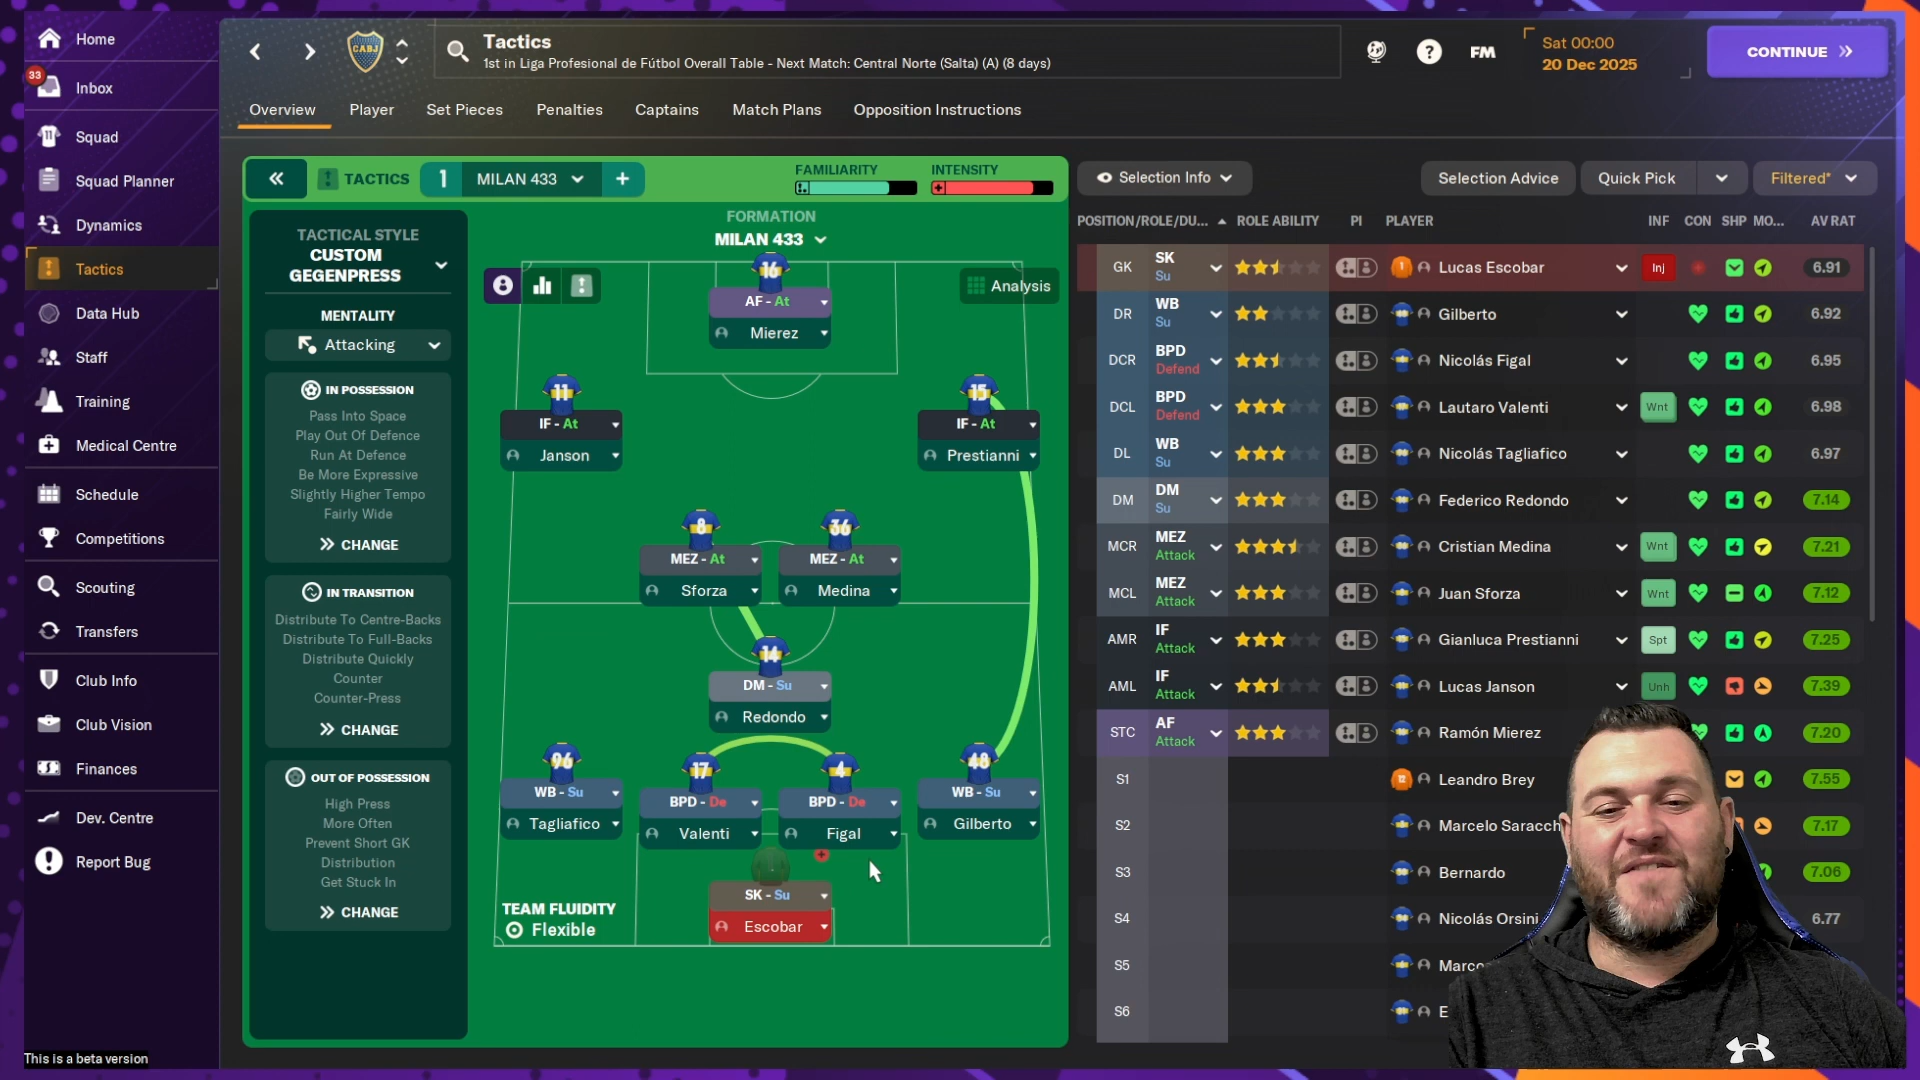 Home
33
Inbox
Squad
Squad Planner
Dynamics
Tactics
Data Hub
Staff
Training
Medical Centre
Schedule
Competitions
Scouting
Transfers
Club Info
Club Vision
Finances
Dev. Centre
Report Bug
This is a beta version
CABJ
Tactics
1st in Liga Profesional de Fútbol Overall Table - Next Match: Central Norte (Salta) (A) (8 days)
FM
Sat 00:00
20 Dec 2025
CONTINUE
Overview
Player
Set Pieces
Penalties
Captains
Match Plans
Opposition Instructions
TACTICS
1
MILAN 433
FAMILIARITY
INTENSITY
TACTICAL STYLE
CUSTOM
GEGENPRESS
MENTALITY
Attacking
IN POSSESSION
Pass Into Space
Play Out Of Defence
Run At Defence
Be More Expressive
Slightly Higher Tempo
Fairly Wide
CHANGE
IN TRANSITION
Distribute To Centre-Backs
Distribute To Full-Backs
Distribute Quickly
Counter
Counter-Press
CHANGE
OUT OF POSSESSION
High Press
More Often
Prevent Short GK
Distribution
Get Stuck In
CHANGE
FORMATION
MILAN 433
Analysis
16
AF - At
Mierez
11
IF - At
Janson
15
IF - At
Prestianni
8
MEZ - At
Sforza
36
MEZ - At
Medina
14
DM - Su
Redondo
96
WB - Su
Tagliafico
17
BPD - De
Valenti
4
BPD - De
Figal
48
WB - Su
Gilberto
SK - Su
Escobar
TEAM FLUIDITY
Flexible
Selection Info
Selection Advice
Quick Pick
Filtered*
POSITION/ROLE/DU... ROLE ABILITY PI PLAYER INF CON SHP MO... AV RAT
GK SK Su Lucas Escobar Inj 6.91
DR WB Su Gilberto 6.92
DCR BPD Defend Nicolás Figal 6.95
DCL BPD Defend Lautaro Valenti Wnt 6.98
DL WB Su Nicolás Tagliafico 6.97
DM DM Su Federico Redondo 7.14
MCR MEZ Attack Cristian Medina Wnt 7.21
MCL MEZ Attack Juan Sforza Wnt 7.12
AMR IF Attack Gianluca Prestianni Spt 7.25
AML IF Attack Lucas Janson Unh 7.39
STC AF Attack Ramón Mierez 7.20
S1 Leandro Brey 7.55
S2 Marcelo Saracch 7.17
S3 Bernardo 7.06
S4 Nicolás Orsini 6.77
S5 Marco
S6 E